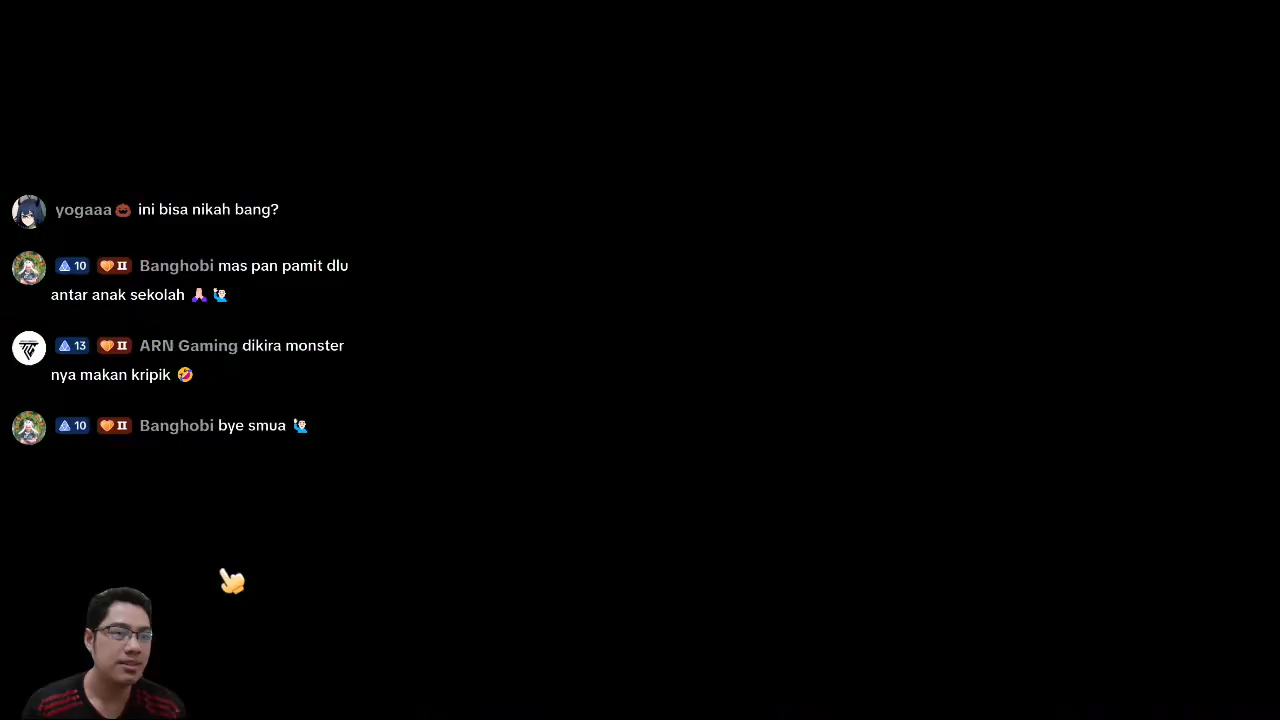 yogaaa🎃 ini bisa nikah bang?
10 II Banghobi mas pan pamit dlu
antar anak sekolah 🙏🏻 🙋🏻‍♂️
13 II ARN Gaming dikira monster
nya makan kripik 🤣
10 II Banghobi bye smua 🙋🏻‍♂️